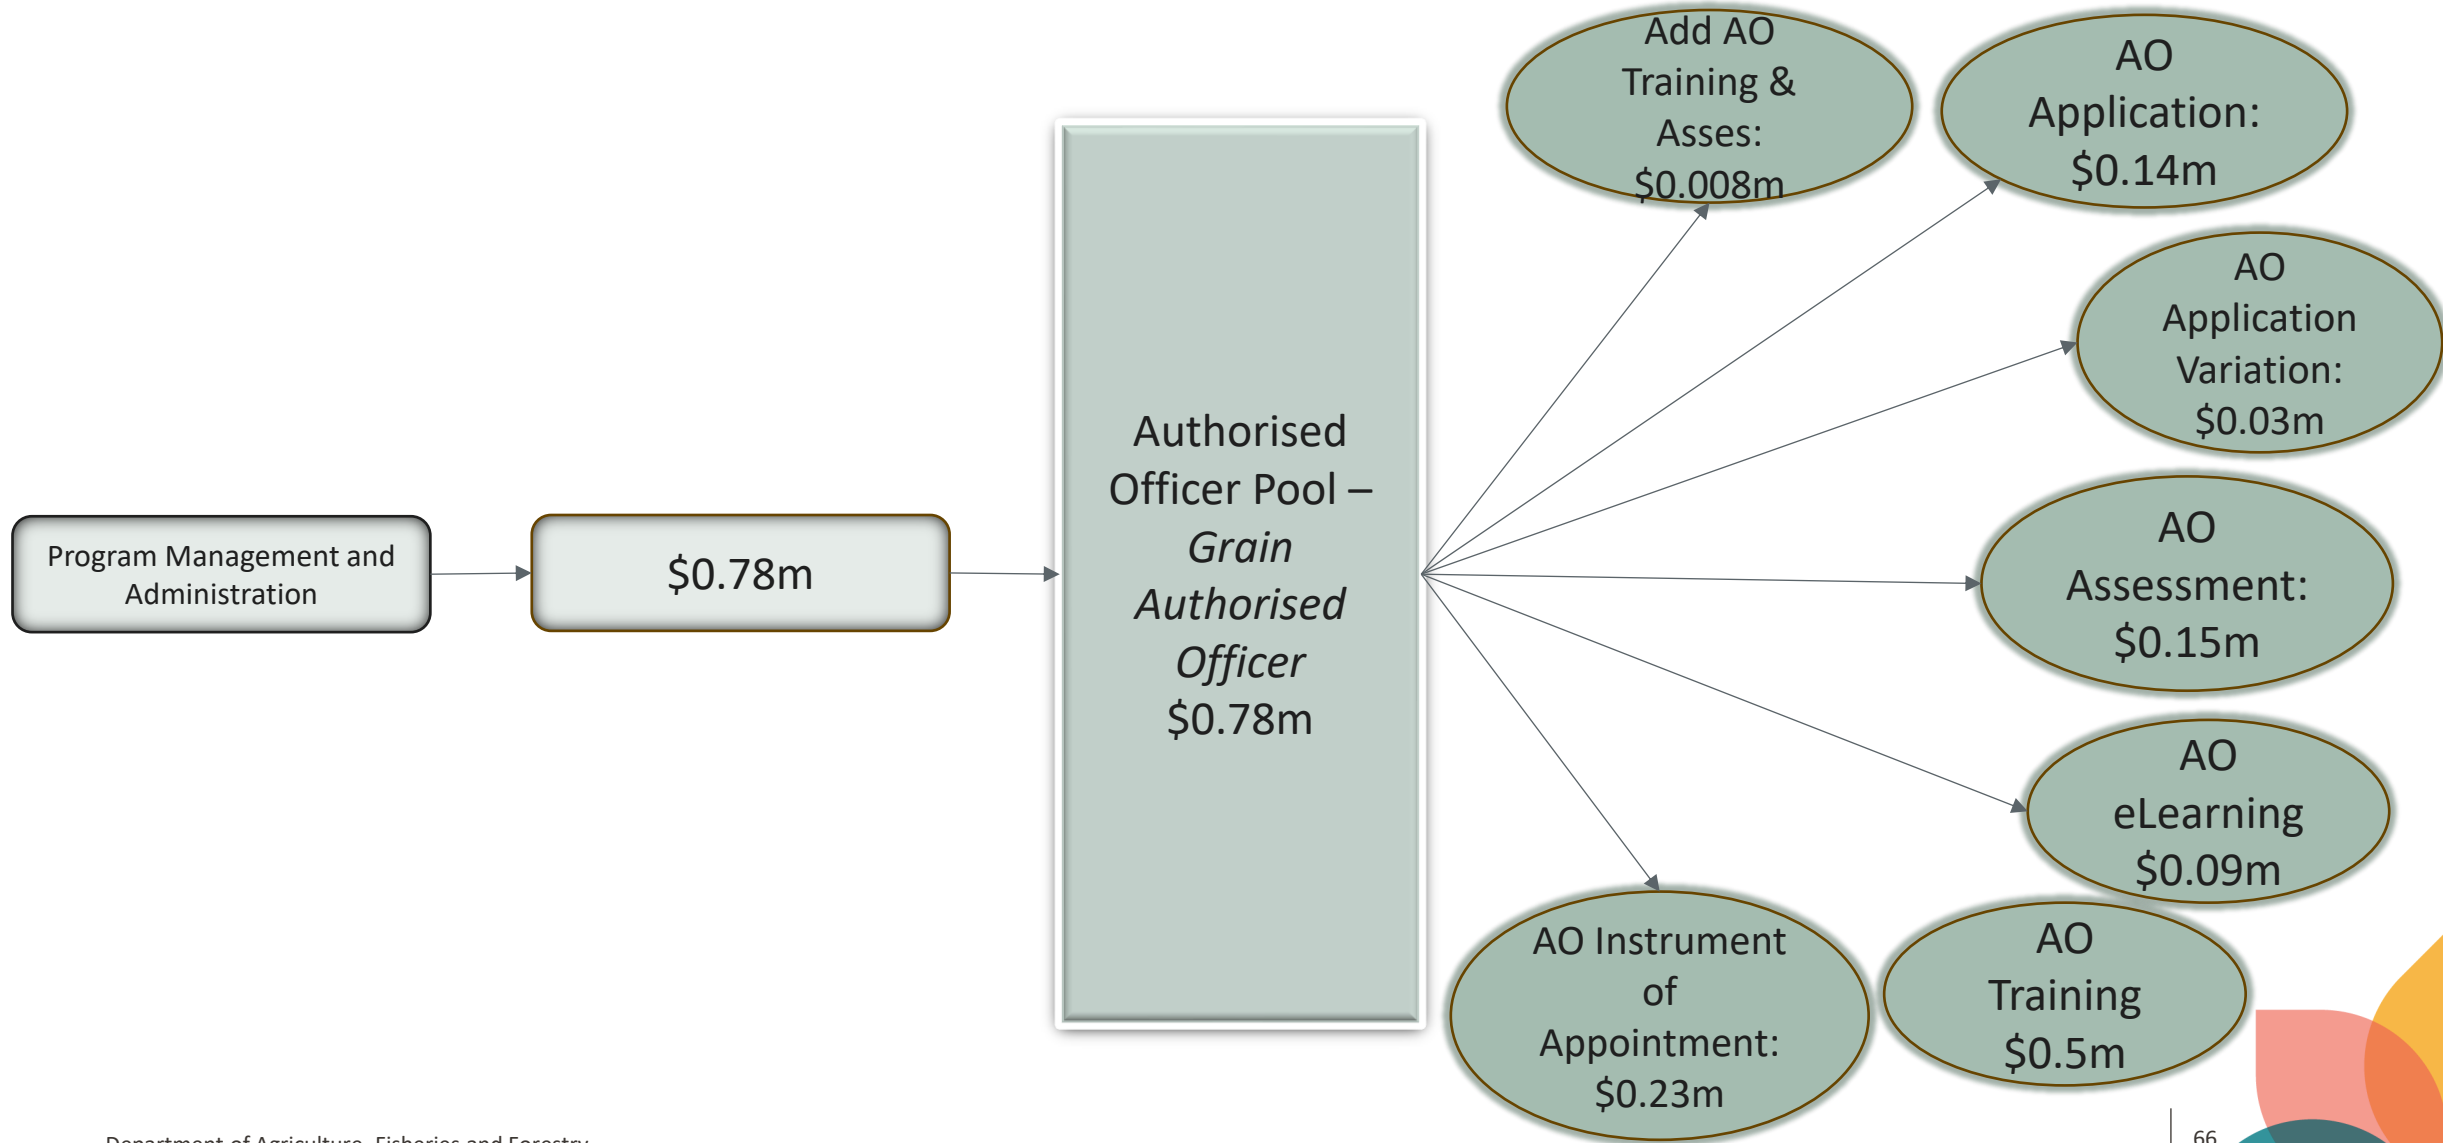 Program Management and
Administration
$0.78m
Authorised
Officer Pool –
Grain
Authorised
Officer
$0.78m
Add AO
Training &
Asses:
$0.008m
AO
Application:
$0.14m
AO
Application
Variation:
$0.03m
AO
Assessment:
$0.15m
AO
eLearning
$0.09m
AO
Training
$0.5m
AO Instrument
of
Appointment:
$0.23m
Department of Agriculture, Fisheries and Forestry
66